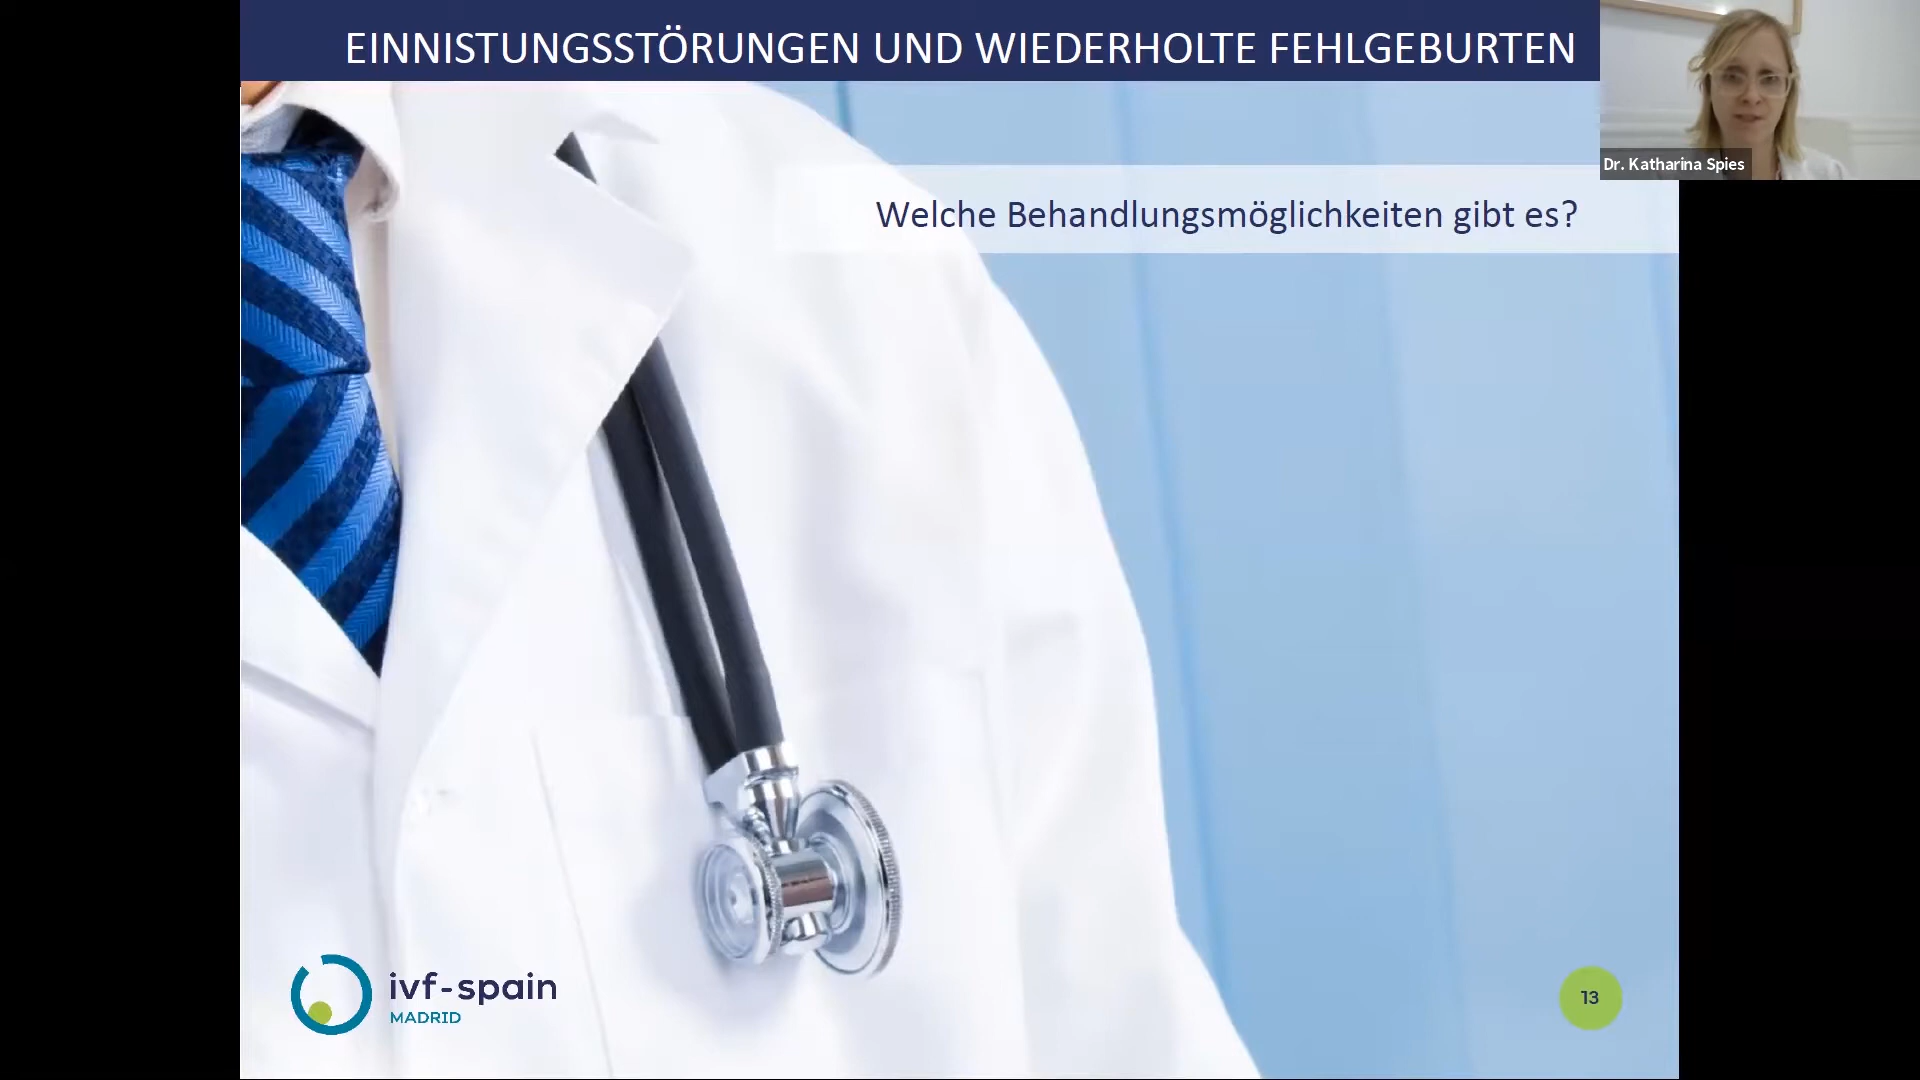 EINNISTUNGSSTÖRUNGEN UND WIEDERHOLTE FEHLGEBURTEN
Dr. Katharina Spies
Welche Behandlungsmöglichkeiten gibt es?
ivf-spain
MADRID
13